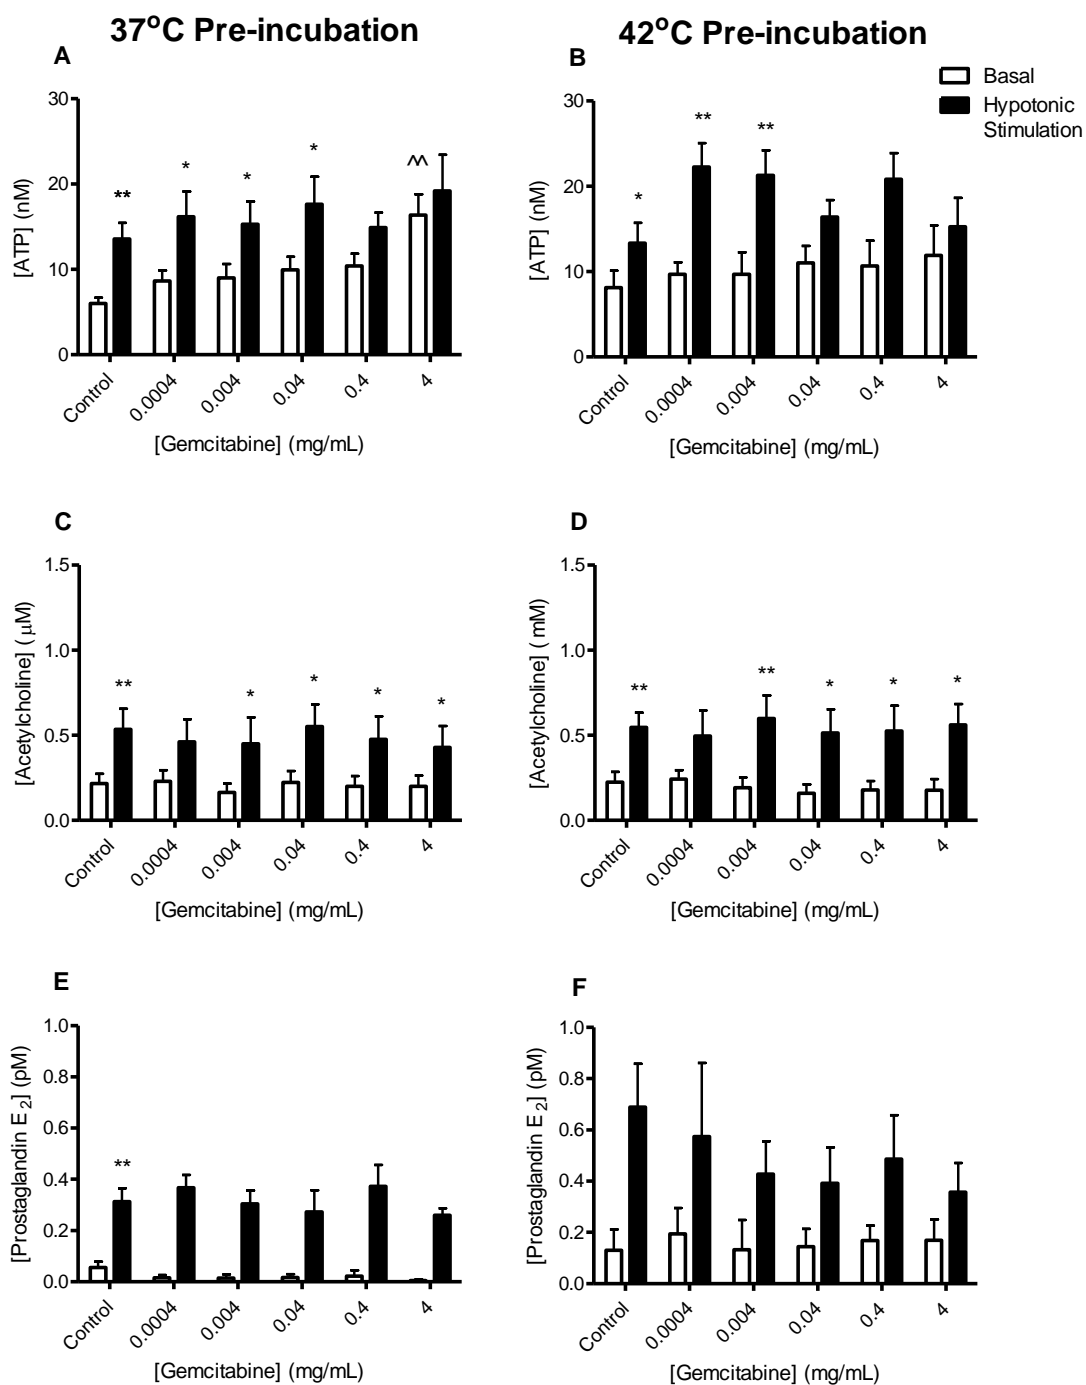 37°C Pre-incubation
42°C Pre-incubation
Basal
Hypotonic
Stimulation
A
[ATP] (nM)
30
20
10
0
** * * * ^^
Control 0.0004 0.004 0.04 0.4 4
[Gemcitabine] (mg/mL)
B
[ATP] (nM)
30
20
10
0
* ** **
Control 0.0004 0.004 0.04 0.4 4
[Gemcitabine] (mg/mL)
C
[Acetylcholine] (μM)
1.5
1.0
0.5
0.0
** * * * *
Control 0.0004 0.004 0.04 0.4 4
[Gemcitabine] (mg/mL)
D
[Acetylcholine] (mM)
1.5
1.0
0.5
0.0
** ** * * *
Control 0.0004 0.004 0.04 0.4 4
[Gemcitabine] (mg/mL)
E
[Prostaglandin E2] (pM)
1.0
0.8
0.6
0.4
0.2
0.0
**
Control 0.0004 0.004 0.04 0.4 4
[Gemcitabine] (mg/mL)
F
[Prostaglandin E2] (pM)
1.0
0.8
0.6
0.4
0.2
0.0
Control 0.0004 0.004 0.04 0.4 4
[Gemcitabine] (mg/mL)